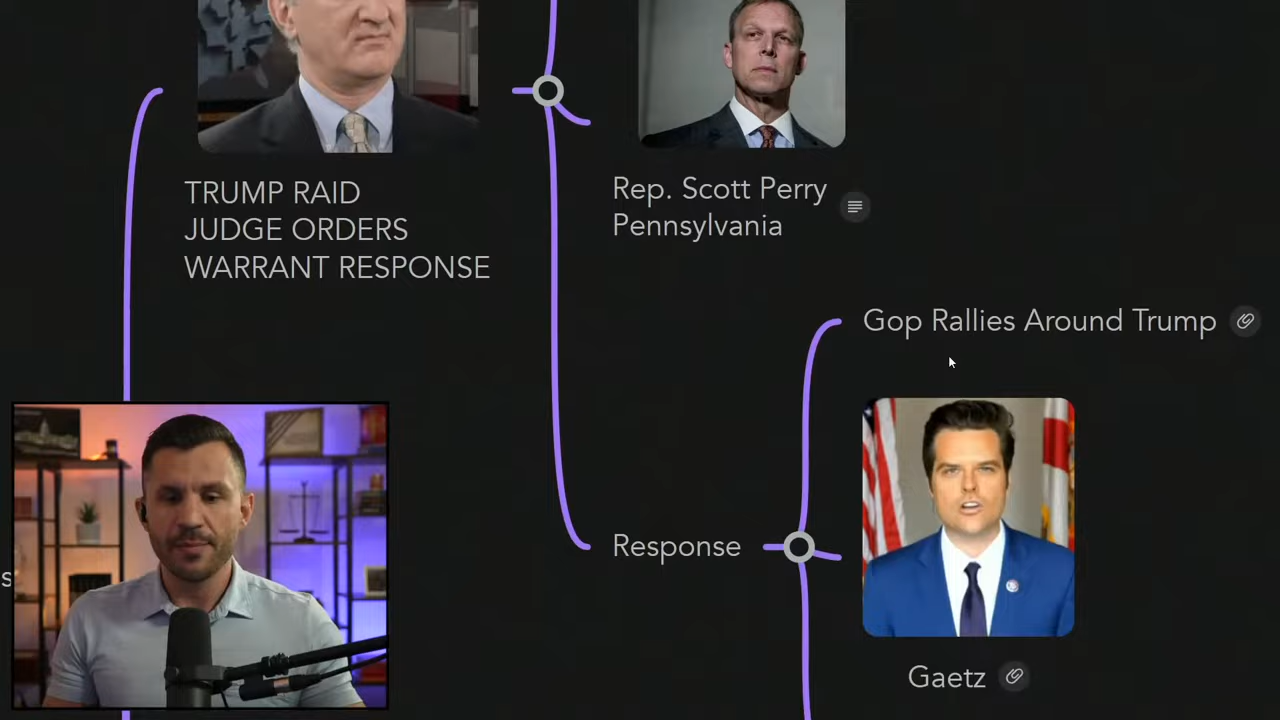 TRUMP RAID
JUDGE ORDERS
WARRANT RESPONSE
Rep. Scott Perry
Pennsylvania
Gop Rallies Around Trump
Response
Gaetz
s